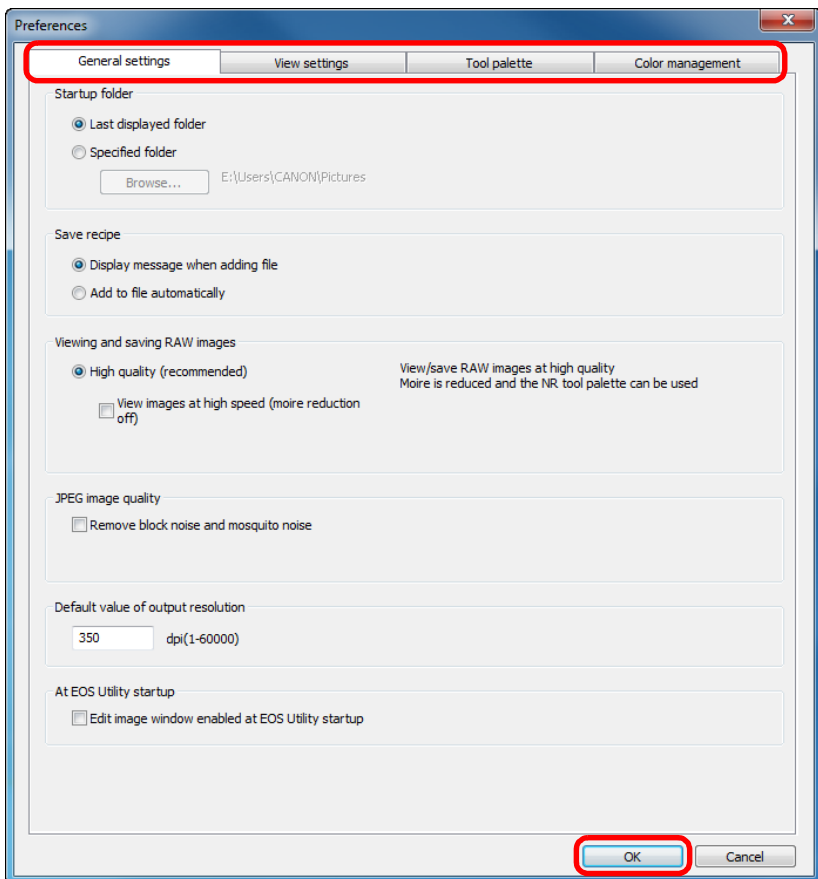 Preferences
General settings View settings Tool palette Color management
Startup folder
Last displayed folder
Specified folder
Browse... E:\Users\CANON\Pictures
Save recipe
Display message when adding file
Add to file automatically
Viewing and saving RAW images
High quality (recommended)
View/save RAW images at high quality
Moire is reduced and the NR tool palette can be used
View images at high speed (moire reduction
off)
JPEG image quality
Remove block noise and mosquito noise
Default value of output resolution
350 dpi(1-60000)
At EOS Utility startup
Edit image window enabled at EOS Utility startup
OK Cancel